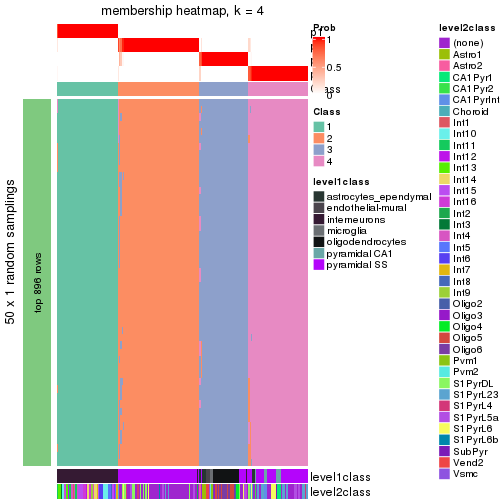 membership heatmap, k = 4
Prob
1
0.5
0
Class
1
2
3
4
level1class
astrocytes_ependymal
endothelial-mural
interneurons
microglia
oligodendrocytes
pyramidal CA1
pyramidal SS
level2class
(none)
Astro1
Astro2
CA1Pyr1
CA1Pyr2
CA1PyrInt
Choroid
Int1
Int10
Int11
Int12
Int13
Int14
Int15
Int16
Int2
Int3
Int4
Int5
Int6
Int7
Int8
Int9
Oligo2
Oligo3
Oligo4
Oligo5
Oligo6
Pvm1
Pvm2
S1PyrDL
S1PyrL23
S1PyrL4
S1PyrL5a
S1PyrL6
S1PyrL6b
SubPyr
Vend2
Vsmc
50 x 1 random samplings
top 896 rows
level1class
level2class